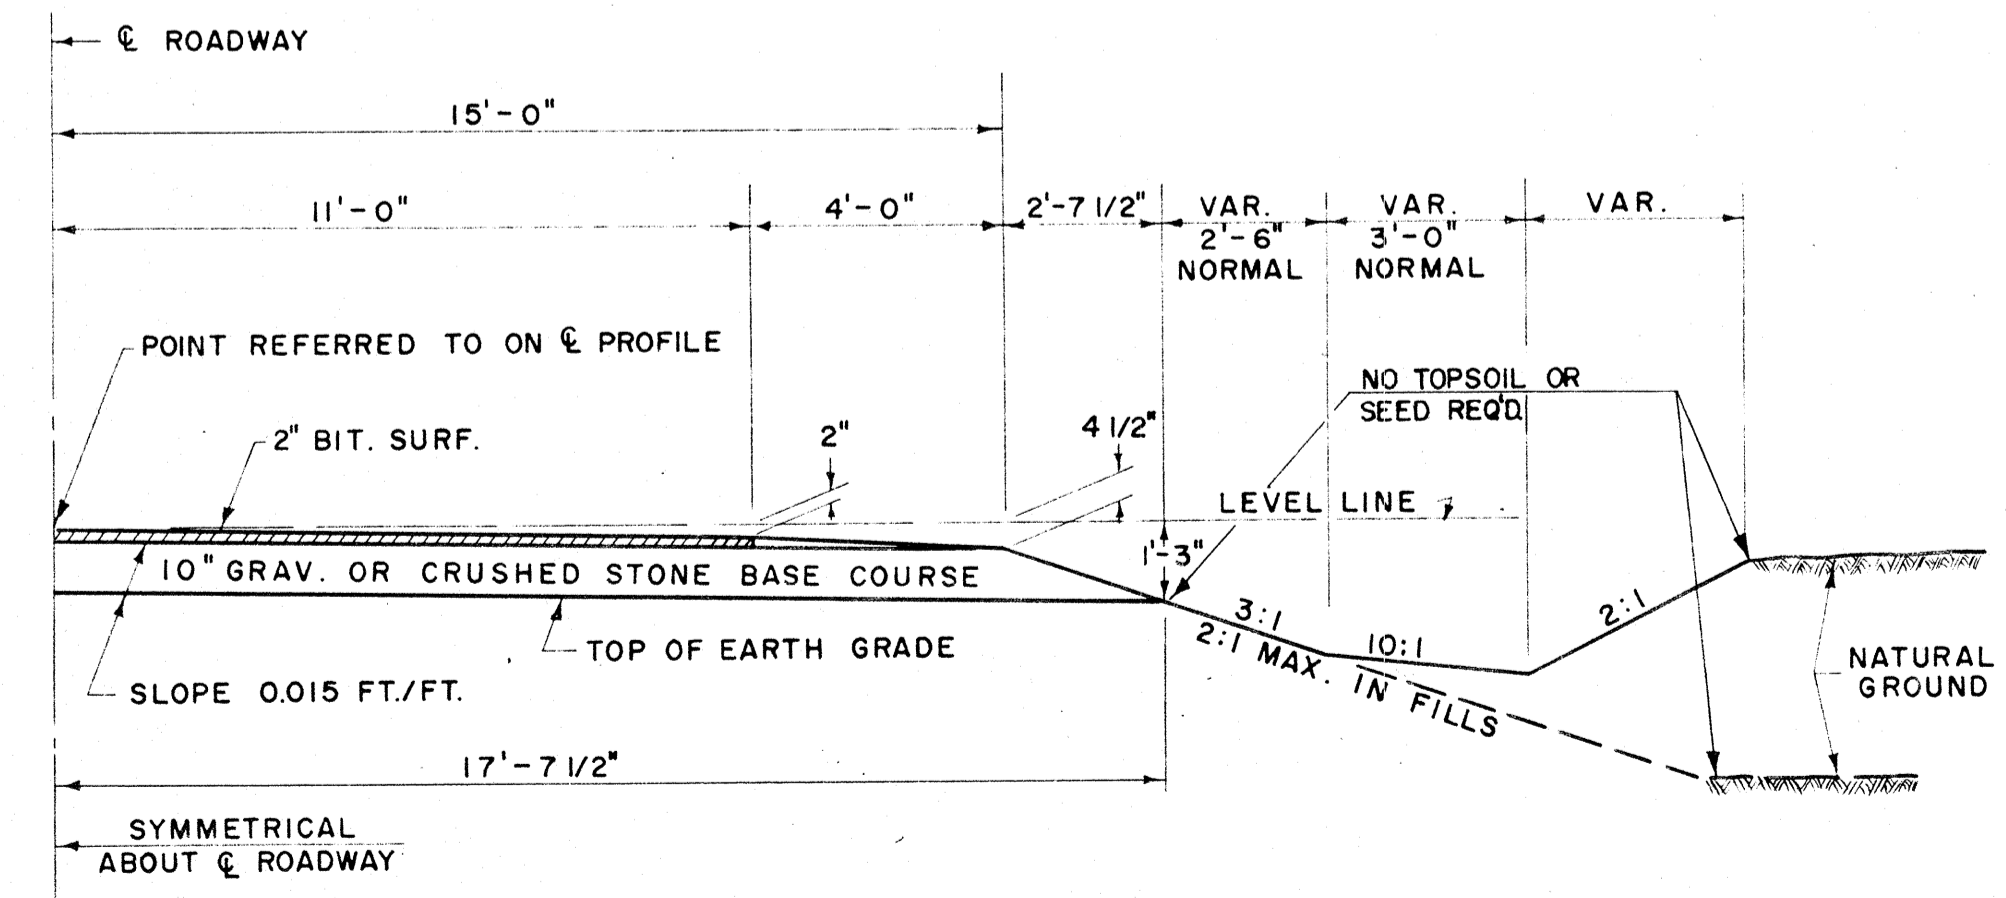 ℄ ROADWAY
15'-0"
11'-0"
4'-0"
2'-7 1/2"
VAR.
2'-6"
NORMAL
VAR.
3'-0"
NORMAL
VAR.
POINT REFERRED TO ON ℄ PROFILE
2" BIT. SURF.
2"
4 1/2"
NO TOPSOIL OR
SEED REQ'D.
LEVEL LINE
1'-3"
10" GRAV. OR CRUSHED STONE BASE COURSE
3:1
2:1 MAX. IN FILLS
10:1
2:1
TOP OF EARTH GRADE
SLOPE 0.015 FT./FT.
NATURAL
GROUND
17'-7 1/2"
SYMMETRICAL
ABOUT ℄ ROADWAY